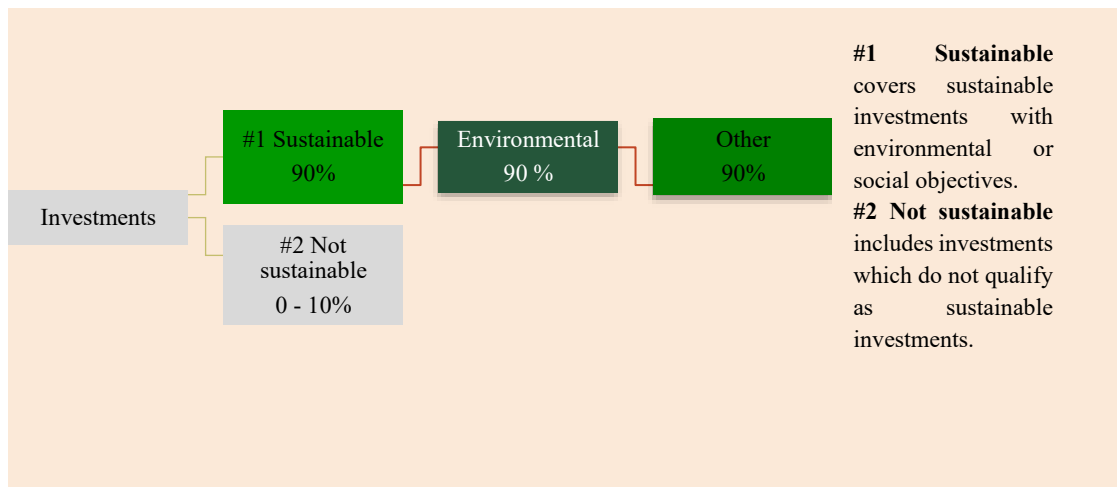 Investments
#1 Sustainable
90%
#2 Not
sustainable
0 - 10%
Environmental
90 %
Other
90%
#1 Sustainable
covers sustainable
investments with
environmental or
social objectives.
#2 Not sustainable
includes investments
which do not qualify
as sustainable
investments.